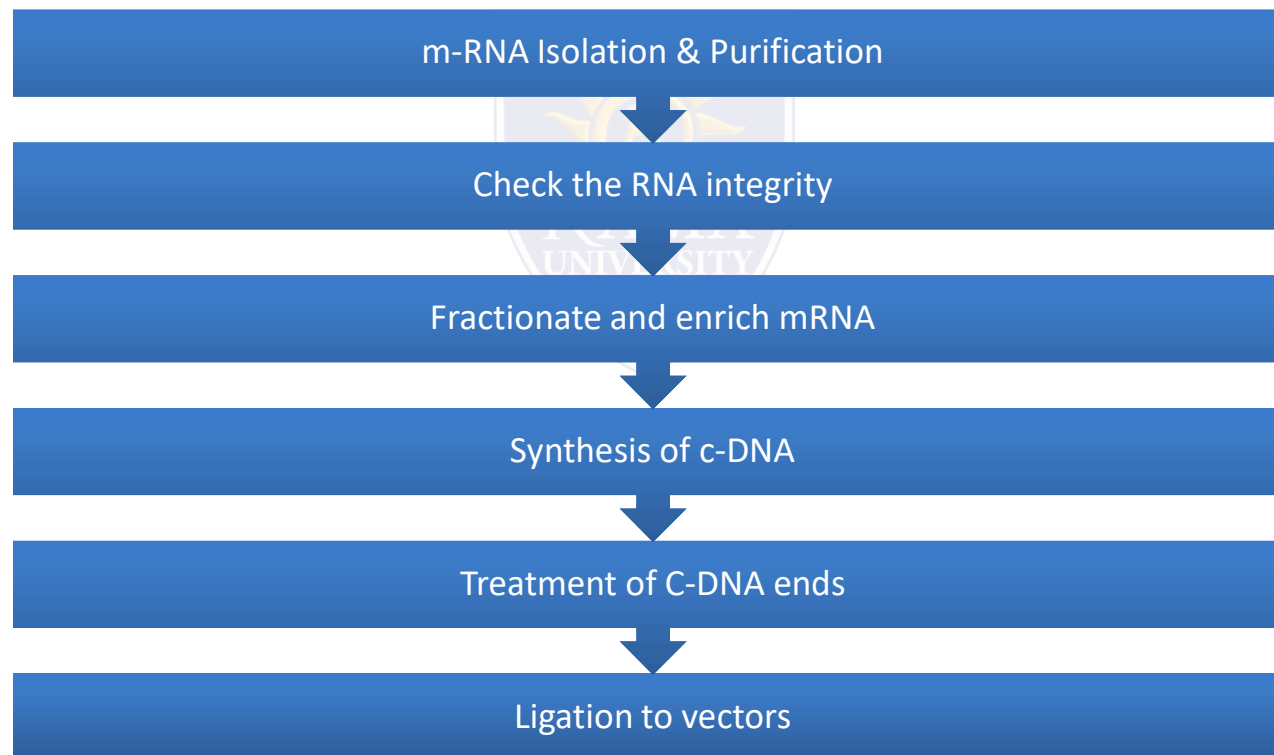 m-RNA Isolation & Purification
Check the RNA integrity
UNIVERSITY
Fractionate and enrich mRNA
Synthesis of c-DNA
Treatment of C-DNA ends
Ligation to vectors